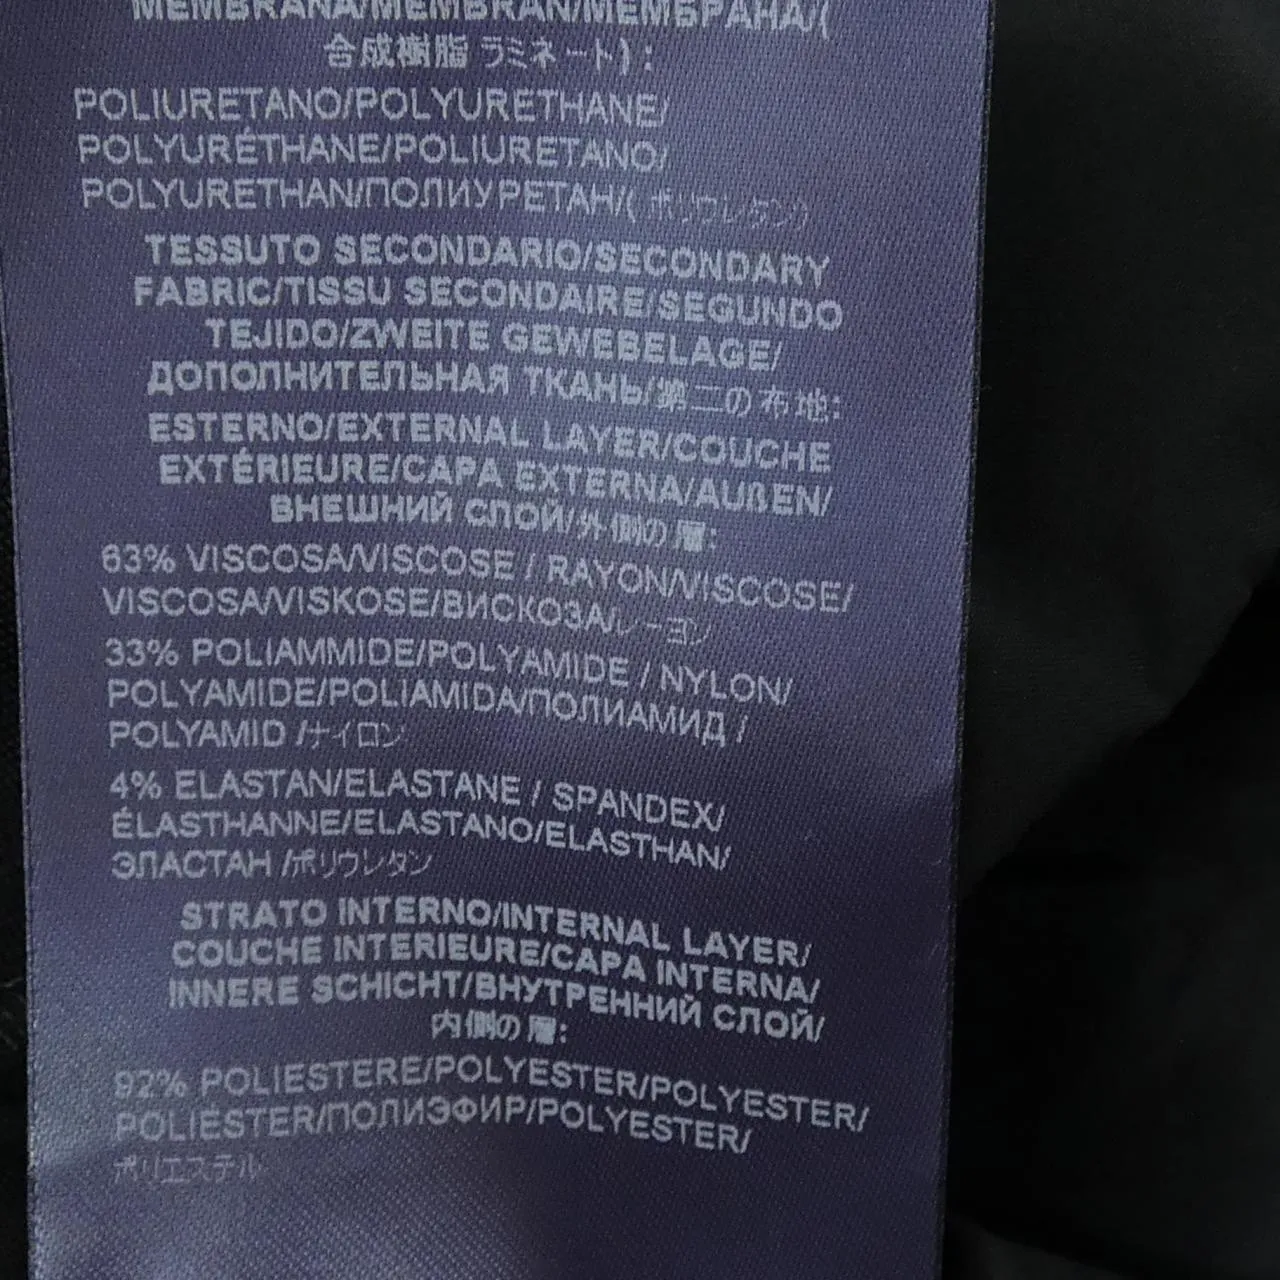 MEMBRANA/MEMBRAN/МЕМБРАНА/(
合成樹脂 ラミネート):
POLIURETANO/POLYURETHANE/
POLYURÉTHANE/POLIURETANO/
POLYURETHAN/ПОЛИУРЕТАН/( ポリウレタン)
TESSUTO SECONDARIO/SECONDARY
FABRIC/TISSU SECONDAIRE/SEGUNDO
TEJIDO/ZWEITE GEWEBELAGE/
ДОПОЛНИТЕЛЬНАЯ ТКАНЬ/第二の布地:
ESTERNO/EXTERNAL LAYER/COUCHE
EXTÉRIEURE/CAPA EXTERNA/AUßEN/
ВНЕШНИЙ СЛОЙ/外側の層:
63% VISCOSA/VISCOSE / RAYON/VISCOSE/
VISCOSA/VISKOSE/ВИСКОЗА/レーヨン
33% POLIAMMIDE/POLYAMIDE / NYLON/
POLYAMIDE/POLIAMIDA/ПОЛИАМИД /
POLYAMID /ナイロン
4% ELASTAN/ELASTANE / SPANDEX/
ÉLASTHANNE/ELASTANO/ELASTHAN/
ЭЛАСТАН /ポリウレタン
STRATO INTERNO/INTERNAL LAYER/
COUCHE INTERIEURE/CAPA INTERNA/
INNERE SCHICHT/ВНУТРЕННИЙ СЛОЙ/
内側の層:
92% POLIESTERE/POLYESTER/POLYESTER/
POLIÉSTER/ПОЛИЭФИР/POLYESTER/
ポリエステル